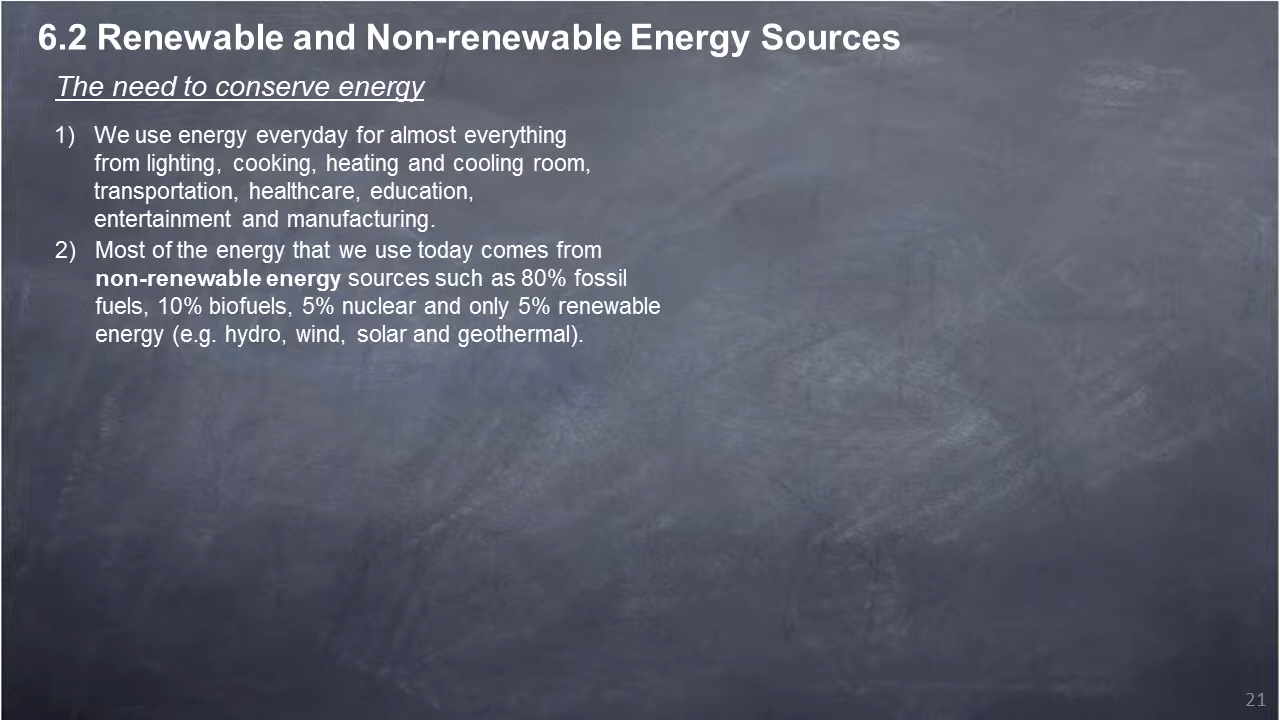 6.2 Renewable and Non-renewable Energy Sources
The need to conserve energy
1) We use energy everyday for almost everything
from lighting, cooking, heating and cooling room,
transportation, healthcare, education,
entertainment and manufacturing.
2) Most of the energy that we use today comes from
non-renewable energy sources such as 80% fossil
fuels, 10% biofuels, 5% nuclear and only 5% renewable
energy (e.g. hydro, wind, solar and geothermal).
21